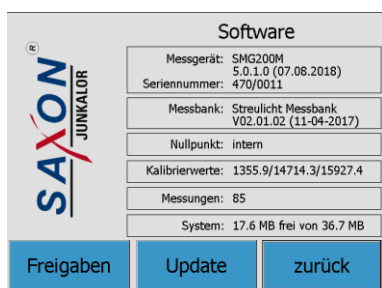 Software
® SAXON
JUNKALOR
Messgerät: SMG200M
5.0.1.0 (07.08.2018)
Seriennummer: 470/0011
Messbank: Streulicht Messbank
V02.01.02 (11-04-2017)
Nullpunkt: intern
Kalibrierwerte: 1355.9/14714.3/15927.4
Messungen: 85
System: 17.6 MB frei von 36.7 MB
Freigaben Update zurück